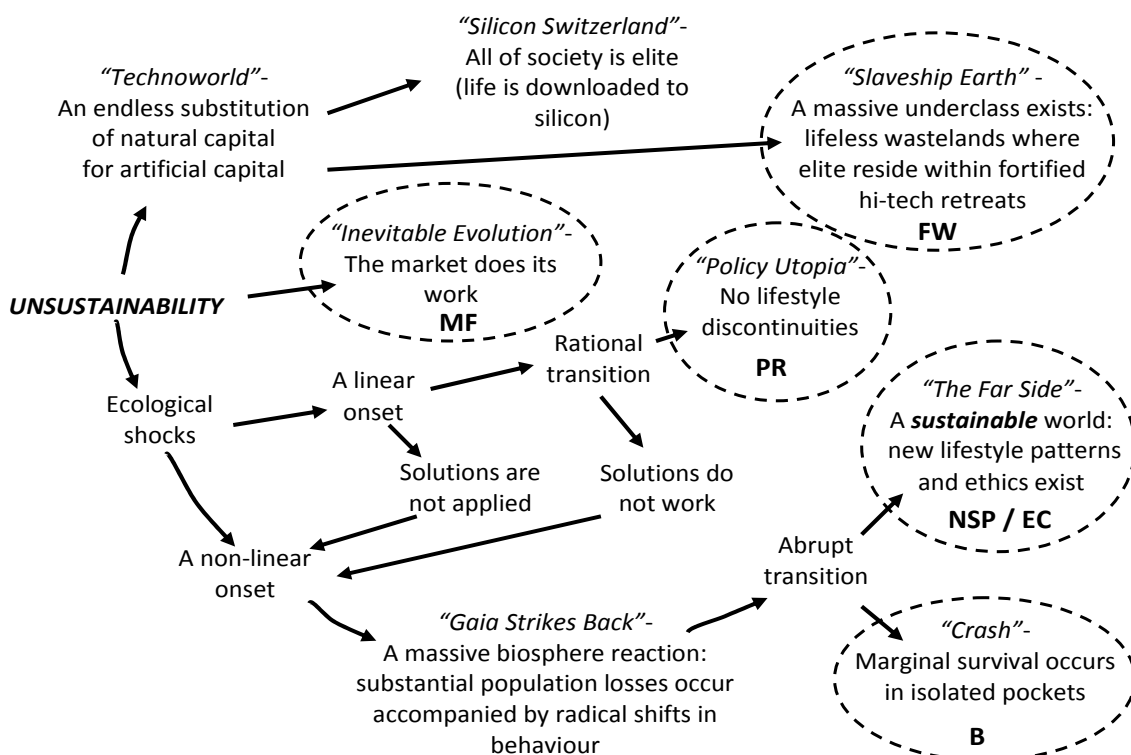 “Silicon Switzerland”-
All of society is elite
(life is downloaded to
silicon)
“Technoworld”-
An endless substitution
of natural capital
for artificial capital
“Slaveship Earth” -
A massive underclass exists:
lifeless wastelands where
elite reside within fortified
hi-tech retreats
FW
“Inevitable Evolution”-
The market does its
work
MF
“Policy Utopia”-
No lifestyle
discontinuities
PR
UNSUSTAINABILITY
Rational
transition
A linear
onset
Ecological
shocks
“The Far Side”-
A sustainable world:
new lifestyle patterns
and ethics exist
NSP / EC
Solutions are
not applied
Solutions do
not work
A non-linear
onset
Abrupt
transition
“Gaia Strikes Back”-
A massive biosphere reaction:
substantial population losses occur
accompanied by radical shifts in
behaviour
“Crash”-
Marginal survival occurs
in isolated pockets
B